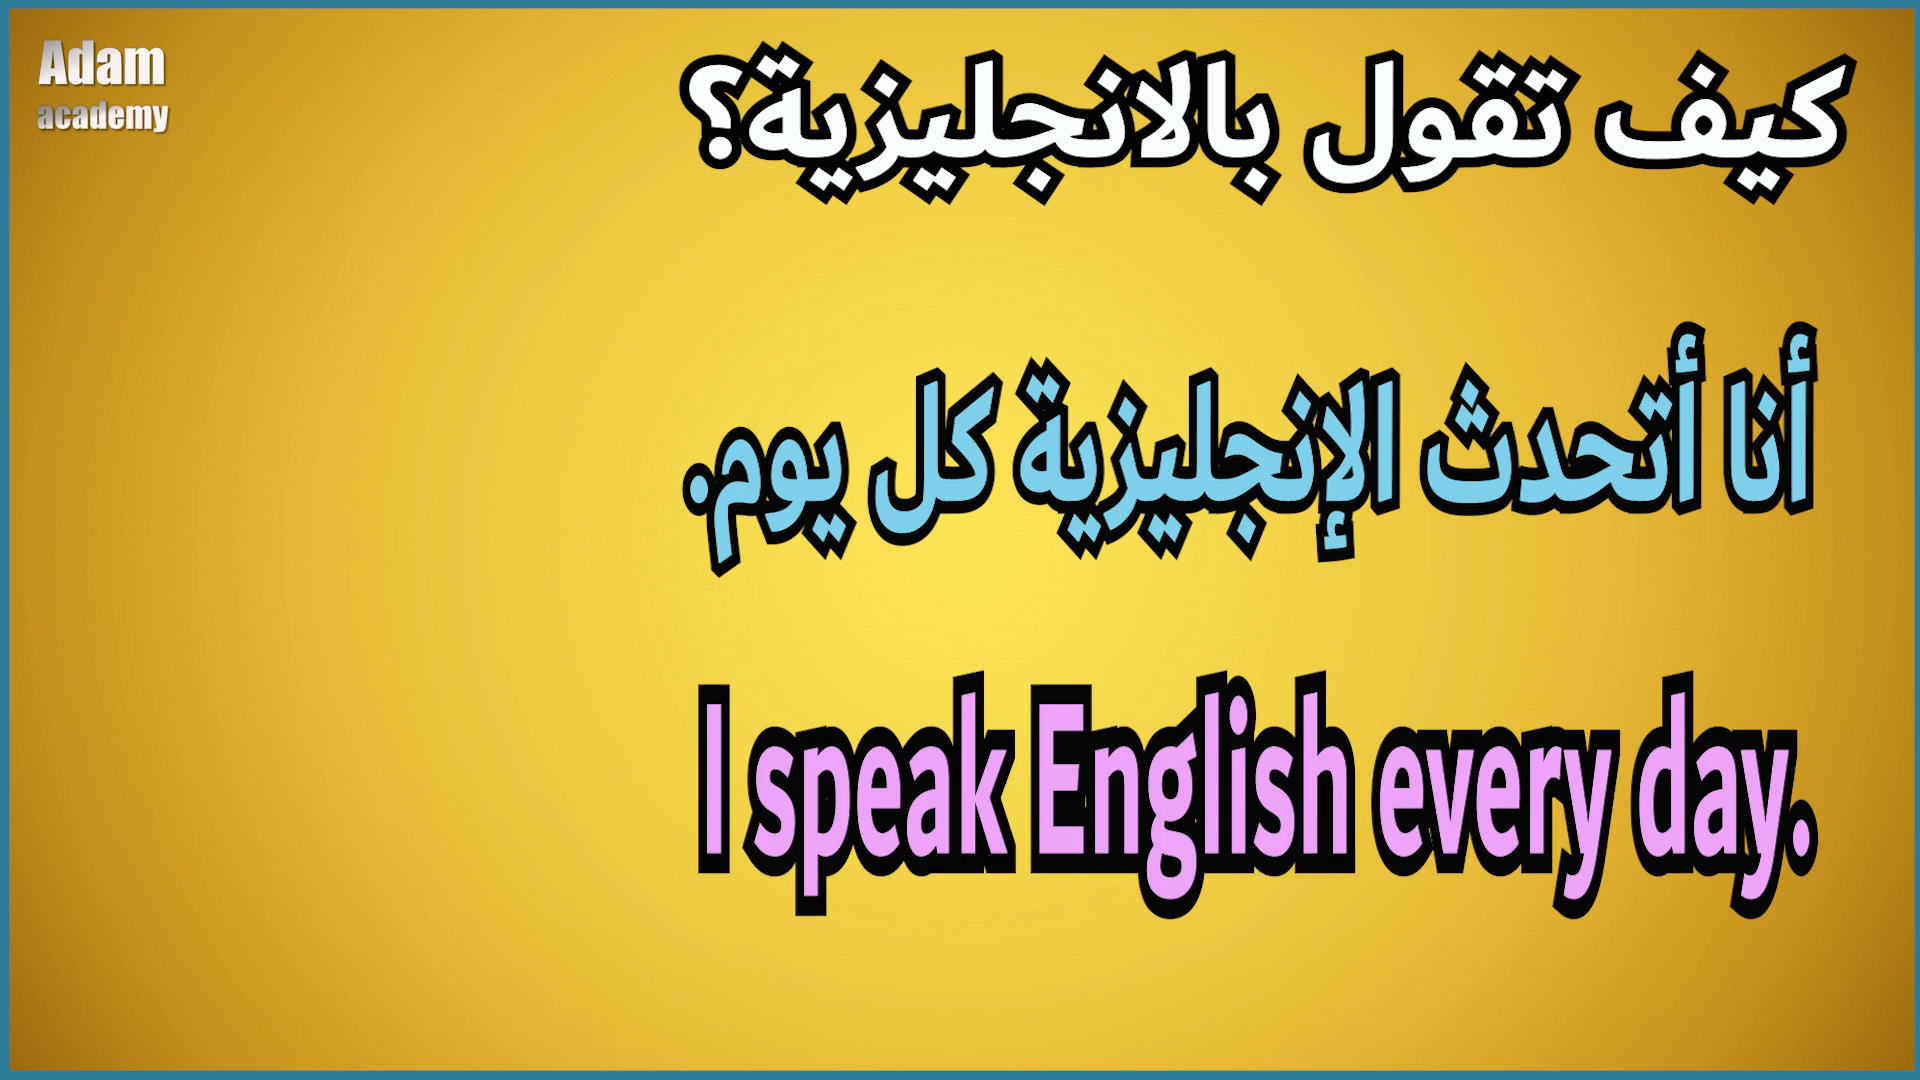 Adam
academy
كيف تقول بالانجليزية؟
أنا أتحدث الإنجليزية كل يوم.
I speak English every day.